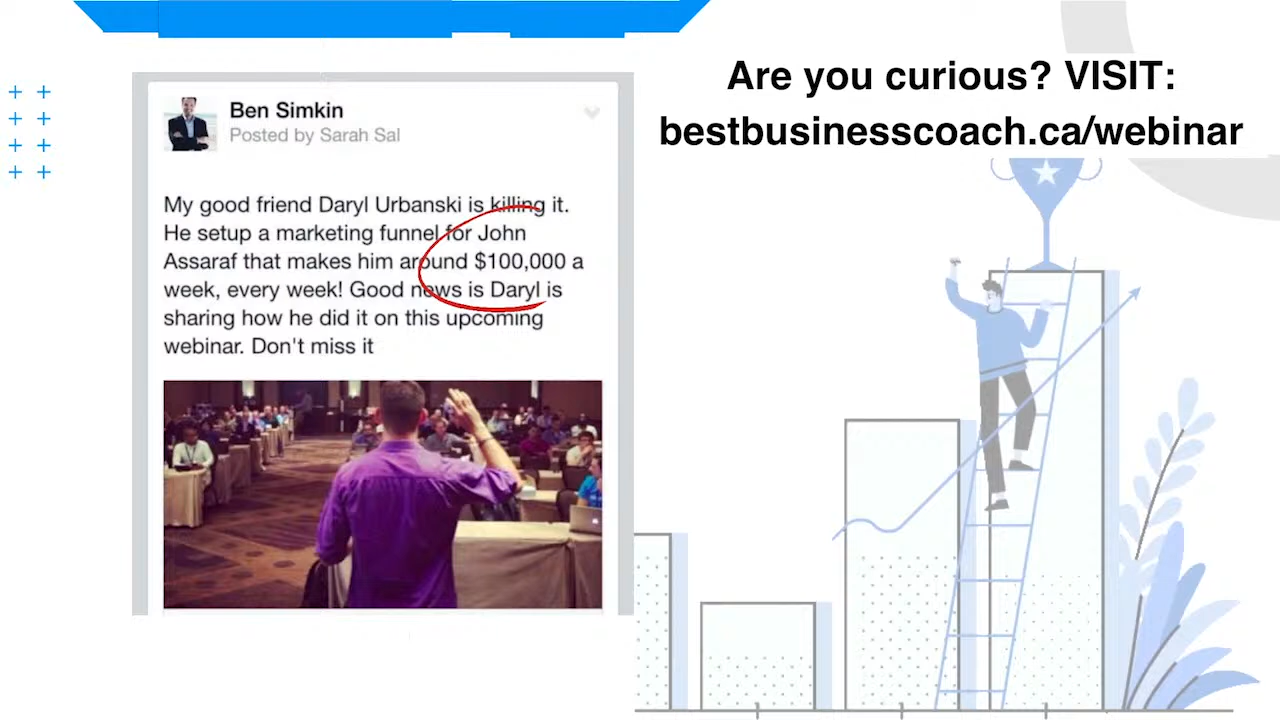 Are you curious? VISIT:
bestbusinesscoach.ca/webinar
Ben Simkin
Posted by Sarah Sal
My good friend Daryl Urbanski is killing it.
He setup a marketing funnel for John
Assaraf that makes him around $100,000 a
week, every week! Good news is Daryl is
sharing how he did it on this upcoming
webinar. Don't miss it